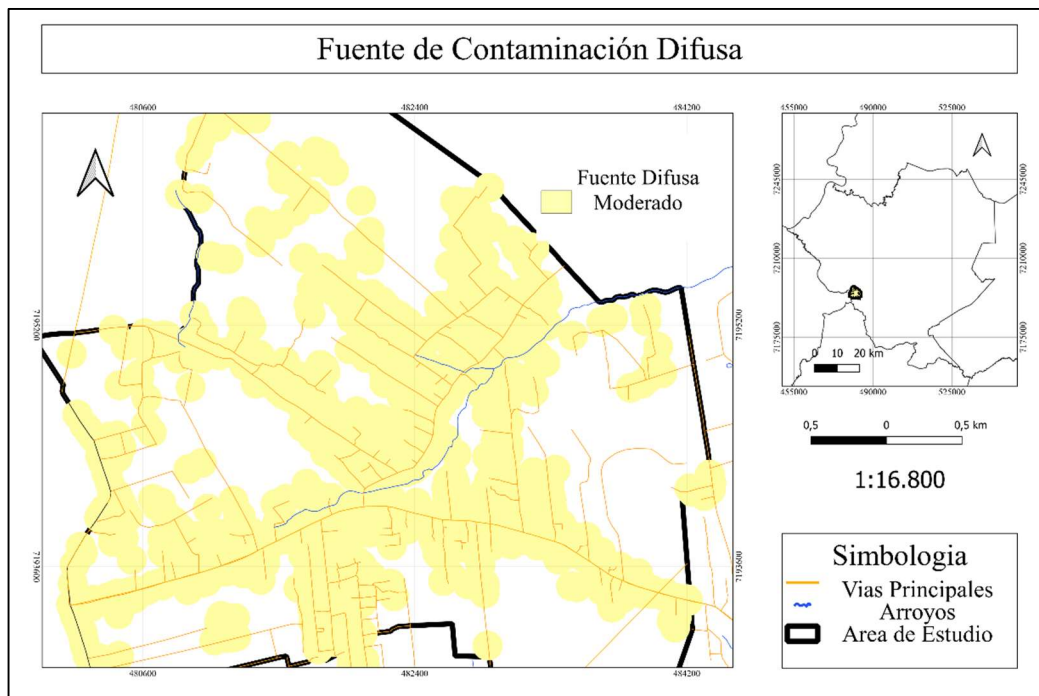 Fuente de Contaminación Difusa
480600
482400
484200
Fuente Difusa
Moderado
7195200
7195200
7193600
7193600
480600
482400
484200
455000
490000
525000
7245000
7245000
7210000
7210000
7175000
7175000
0 10 20 km
455000
490000
525000
0,5 0 0,5 km
1:16.800
Simbologia
Vias Principales
Arroyos
Area de Estudio